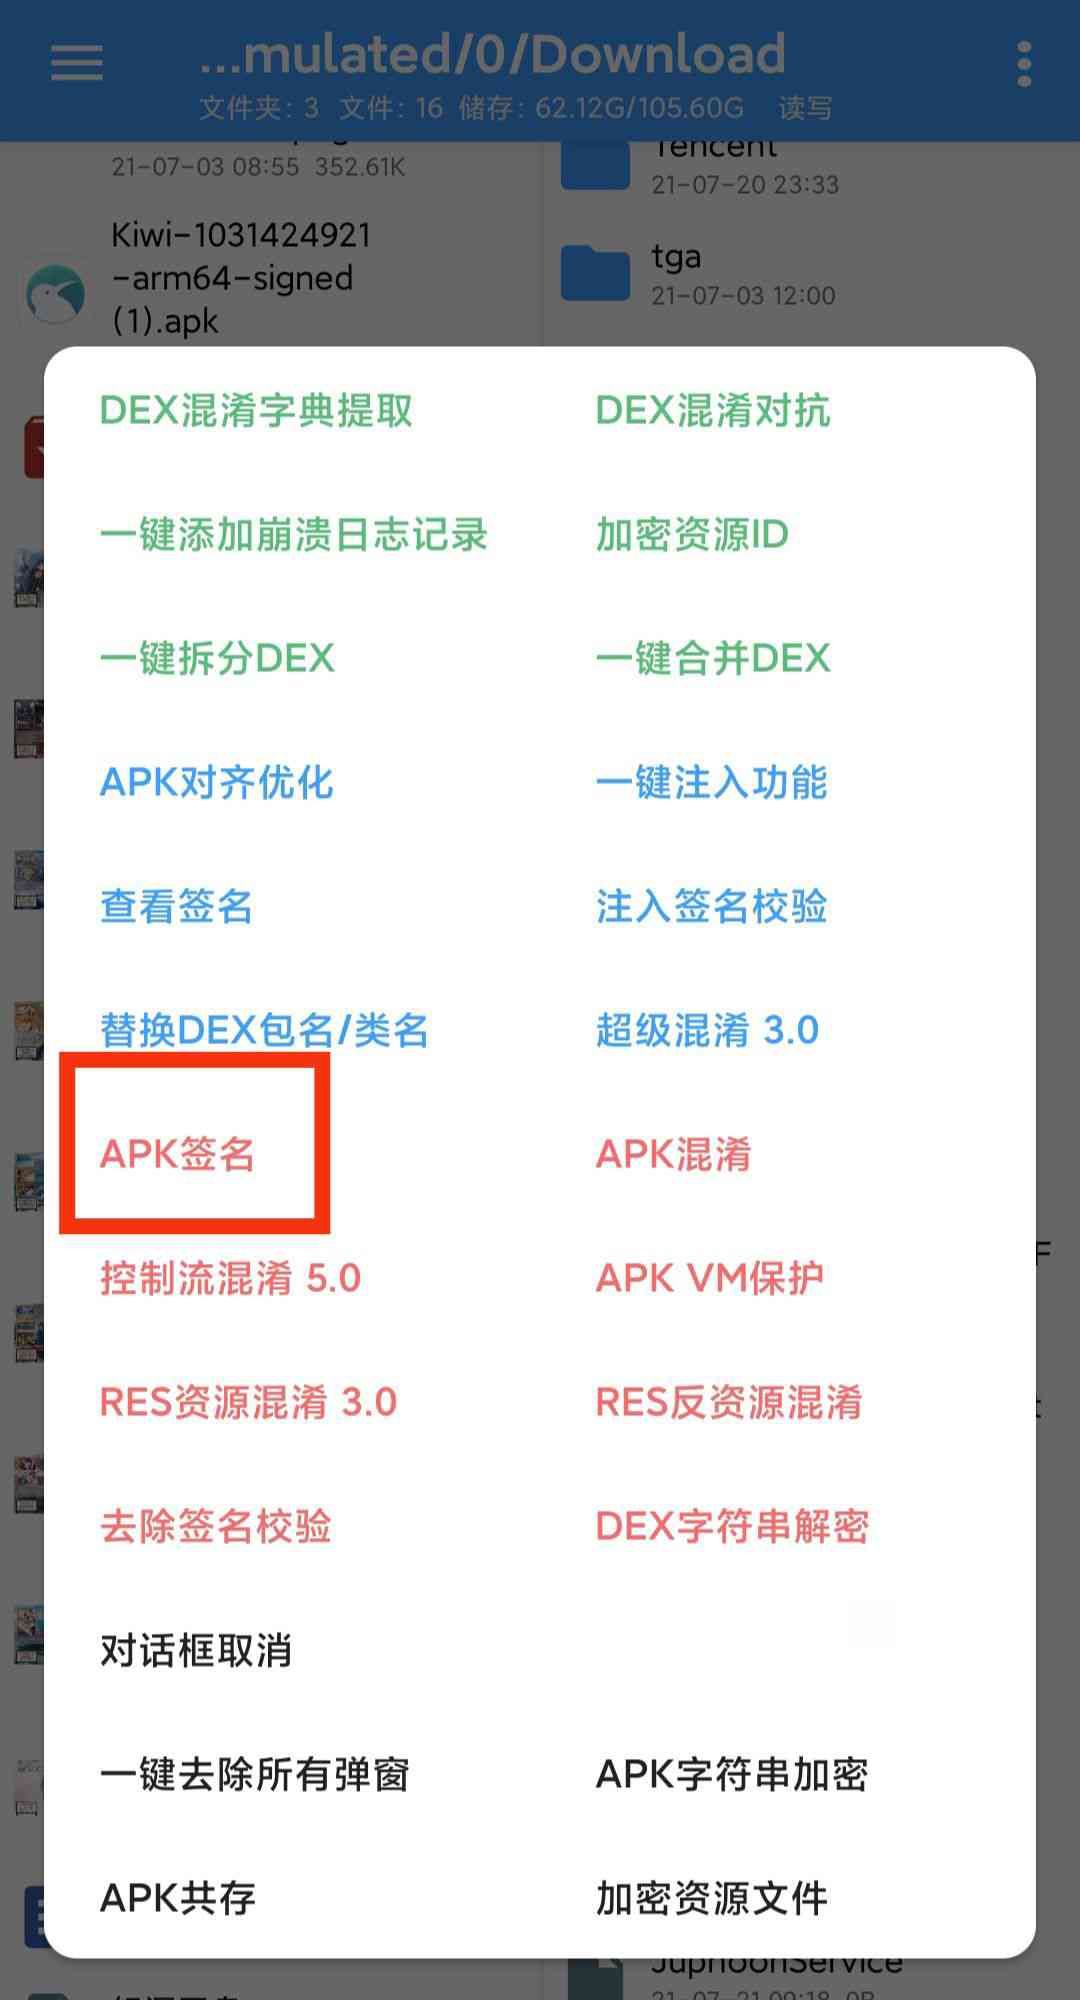 ...mulated/0/Download
文件夹: 3 文件: 16 储存: 62.12G/105.60G 读写
21-07-03 08:55 352.61K
Tencent
21-07-20 23:33
Kiwi-1031424921
-arm64-signed
(1).apk
tga
21-07-03 12:00
DEX混淆字典提取
DEX混淆对抗
一键添加崩溃日志记录
加密资源ID
一键拆分DEX
一键合并DEX
APK对齐优化
一键注入功能
查看签名
注入签名校验
替换DEX包名/类名
超级混淆 3.0
APK签名
APK混淆
控制流混淆 5.0
APK VM保护
RES资源混淆 3.0
RES反资源混淆
去除签名校验
DEX字符串解密
对话框取消
一键去除所有弹窗
APK字符串加密
APK共存
加密资源文件
JuphoonService